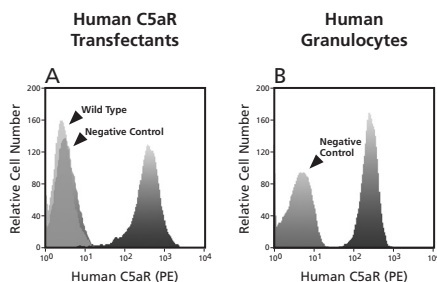 Human C5aR
Transfectants
Human
Granulocytes
A
Relative Cell Number
200
160
120
80
40
0
Wild Type
Negative Control
10⁰ 10¹ 10² 10³ 10⁴
Human C5aR (PE)
B
Relative Cell Number
200
160
120
80
40
0
Negative
Control
10⁰ 10¹ 10² 10³
Human C5aR (PE)